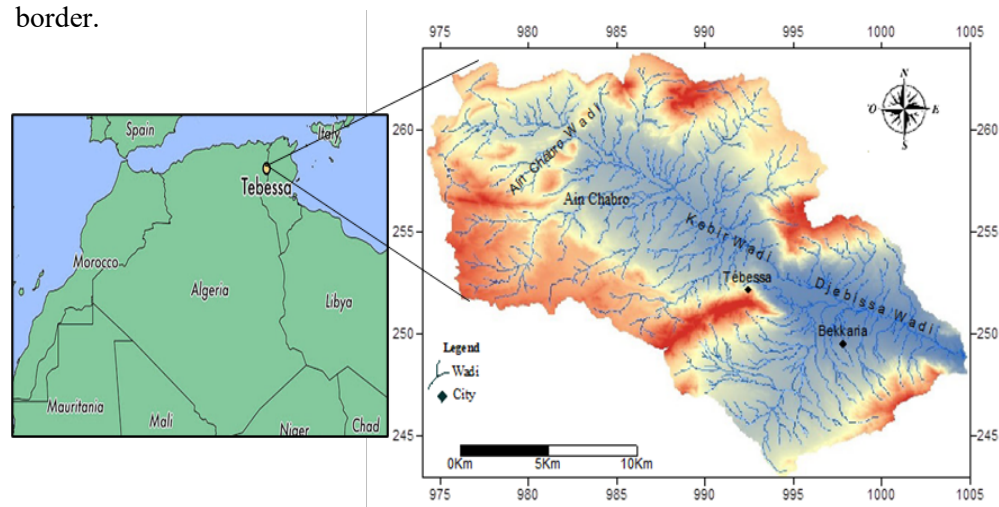 border.
Spain
Italy
Tebessa
Morocco
Algeria
Libya
Mauritania
Mali
Niger
Chad
975 980 985 990 995 1000 1005
260
255
250
245
260
255
250
245
N
O
E
S
Ain Chabro Wadi
Ain Chabro
Kebir Wadi
Tebessa
Djebissa Wadi
Bekkaria
Legend
Wadi
City
0Km 5Km 10Km
975 980 985 990 995 1000 1005